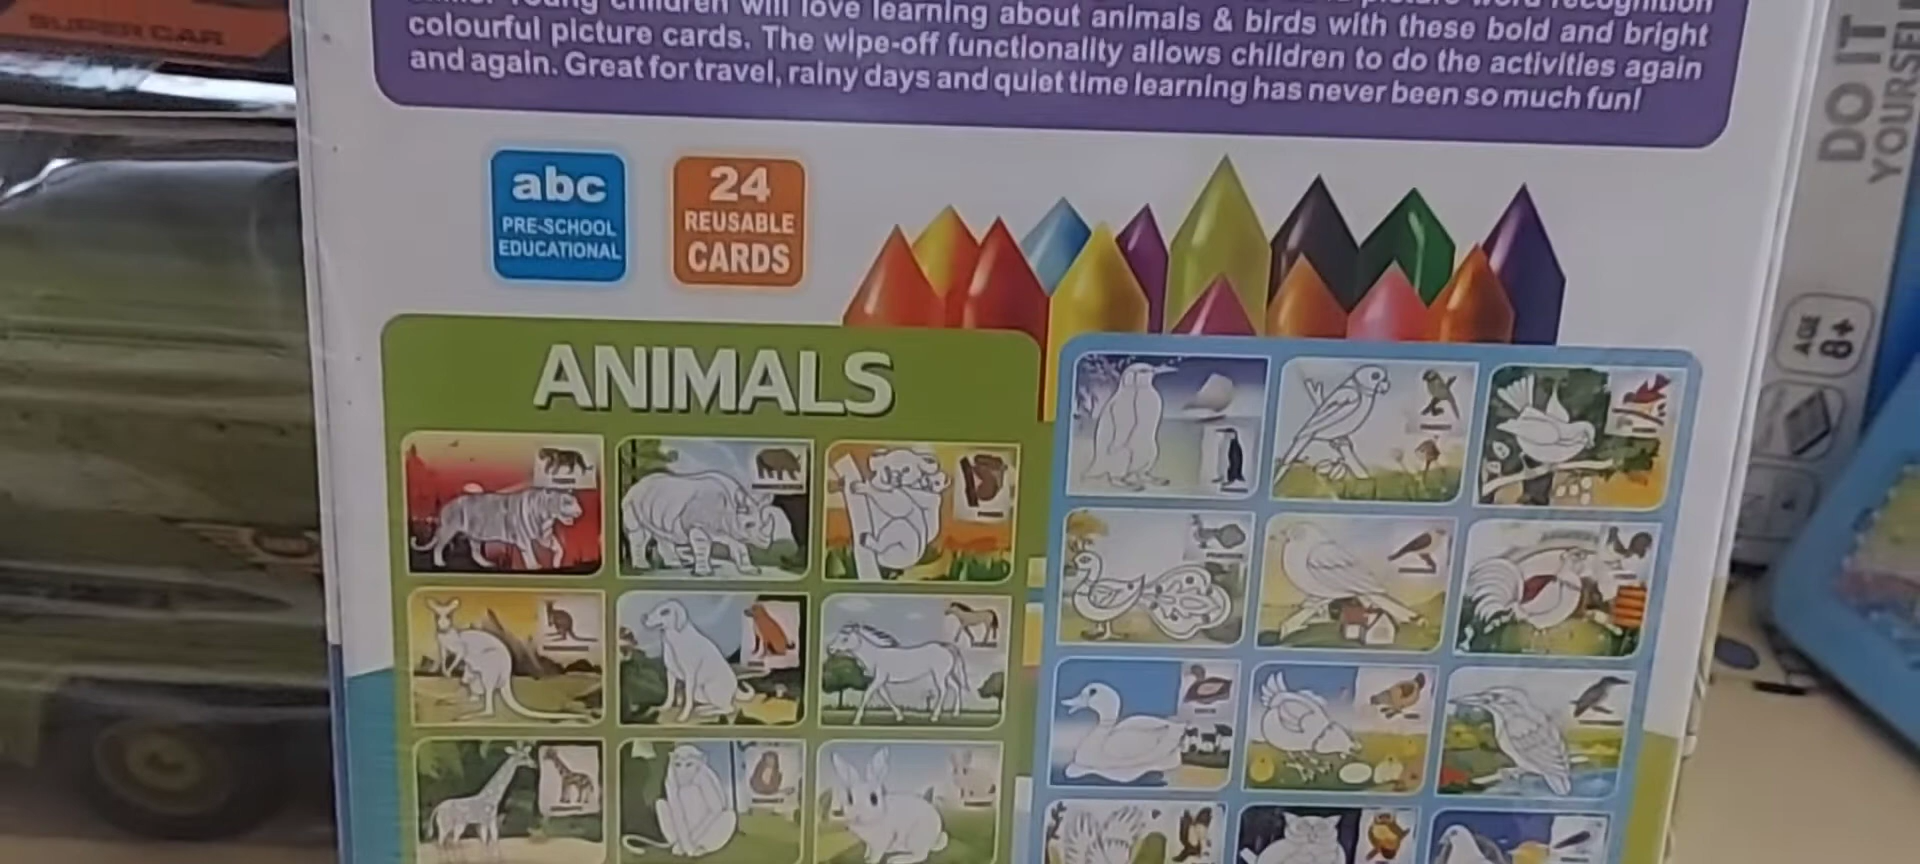 SUPER CAR
children will love learning about animals & birds with these bold and bright
colourful picture cards. The wipe-off functionality allows children to do the activities again
and again. Great for travel, rainy days and quiet time learning has never been so much fun!
abc
PRE-SCHOOL
EDUCATIONAL
24
REUSABLE
CARDS
ANIMALS
DO IT
YOURSELF
AGE
8+